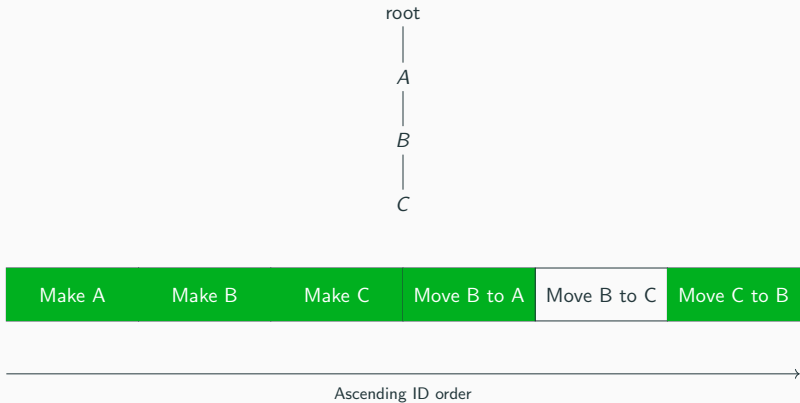 root
A
B
C
Make A
Make B
Make C
Move B to A
Move B to C
Move C to B
Ascending ID order